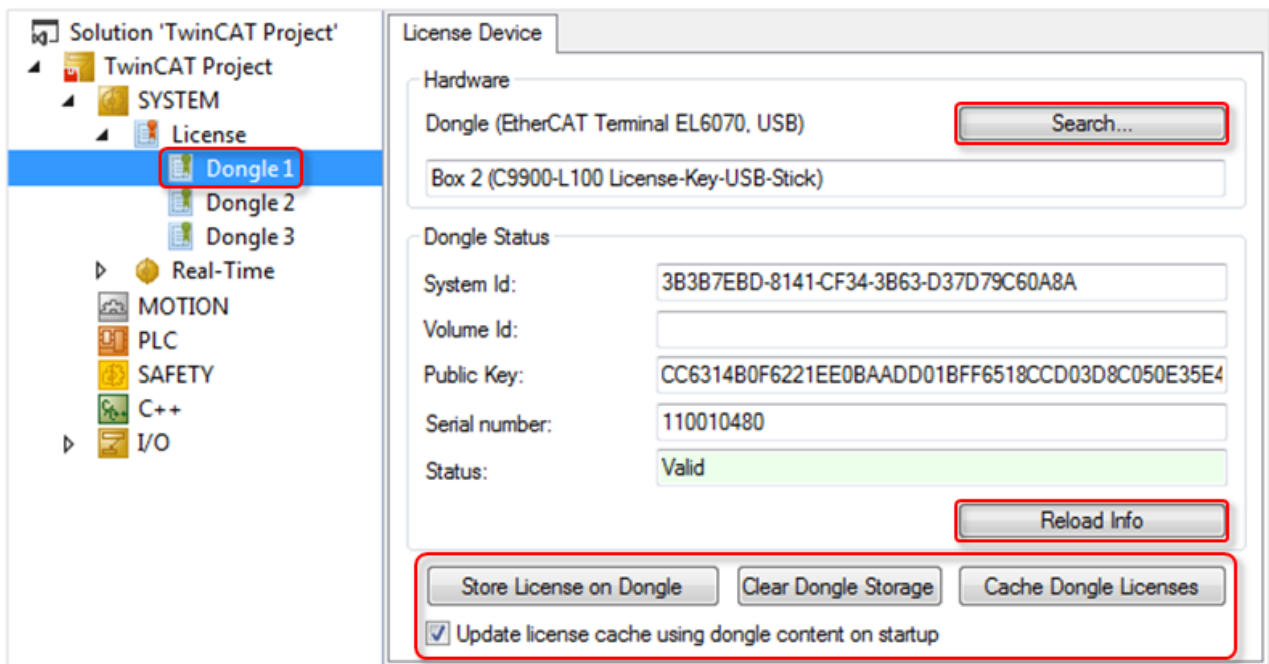 Solution 'TwinCAT Project'
TwinCAT Project
SYSTEM
License
Dongle 1
Dongle 2
Dongle 3
Real-Time
MOTION
PLC
SAFETY
C++
I/O
License Device
Hardware
Dongle (EtherCAT Terminal EL6070, USB)
Search...
Box 2 (C9900-L100 License-Key-USB-Stick)
Dongle Status
System Id: 3B3B7EBD-8141-CF34-3B63-D37D79C60A8A
Volume Id:
Public Key: CC6314B0F6221EE0BAADD01BFF6518CCD03D8C050E35E4
Serial number: 110010480
Status: Valid
Reload Info
Store License on Dongle Clear Dongle Storage Cache Dongle Licenses
Update license cache using dongle content on startup